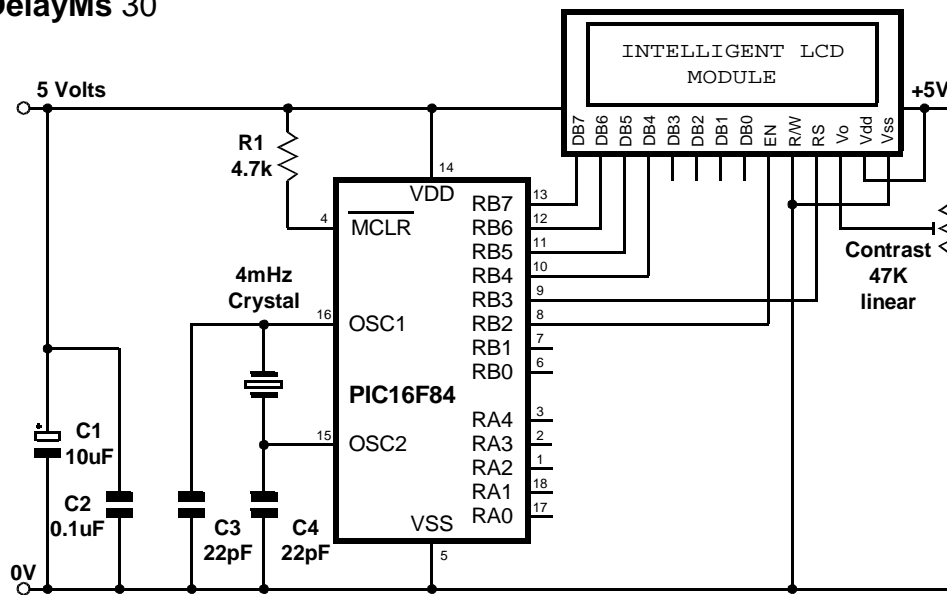 DelayMs 30
INTELLIGENT LCD
MODULE
5 Volts
+5V
DB7 DB6 DB5 DB4 DB3 DB2 DB1 DB0 EN R/W RS Vo Vdd Vss
R1
4.7k
14
VDD
4
MCLR
RB7 13
RB6 12
RB5 11
RB4 10
RB3 9
RB2 8
RB1 7
RB0 6
Contrast
47K
linear
4mHz
Crystal
16
OSC1
PIC16F84
15
OSC2
RA4 3
RA3 2
RA2 1
RA1 18
RA0 17
+
C1
10uF
C2
0.1uF
C3
22pF
C4
22pF
VSS
5
0V